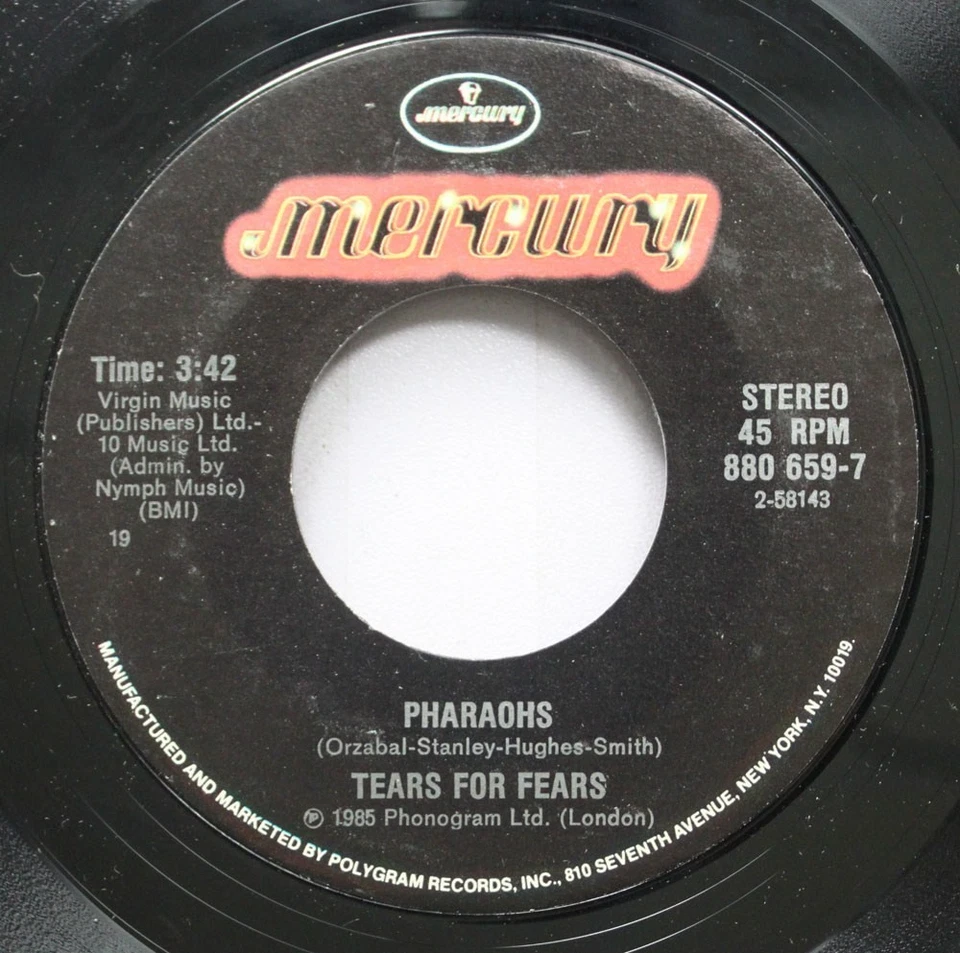 mercury
mercury
Time: 3:42
Virgin Music
(Publishers) Ltd.-
10 Music Ltd.
(Admin. by
Nymph Music)
(BMI)
19
STEREO
45 RPM
880 659-7
2-58143
PHARAOHS
(Orzabal-Stanley-Hughes-Smith)
TEARS FOR FEARS
℗ 1985 Phonogram Ltd. (London)
MANUFACTURED AND MARKETED BY POLYGRAM RECORDS, INC., 810 SEVENTH AVENUE, NEW YORK, N.Y. 10019.